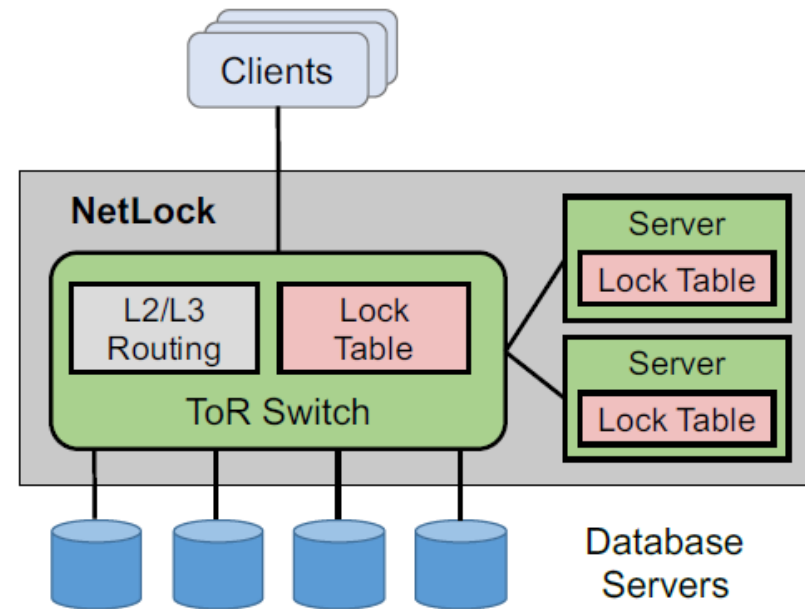 Clients
NetLock
L2/L3
Routing
Lock
Table
ToR Switch
Server
Lock Table
Server
Lock Table
Database
Servers